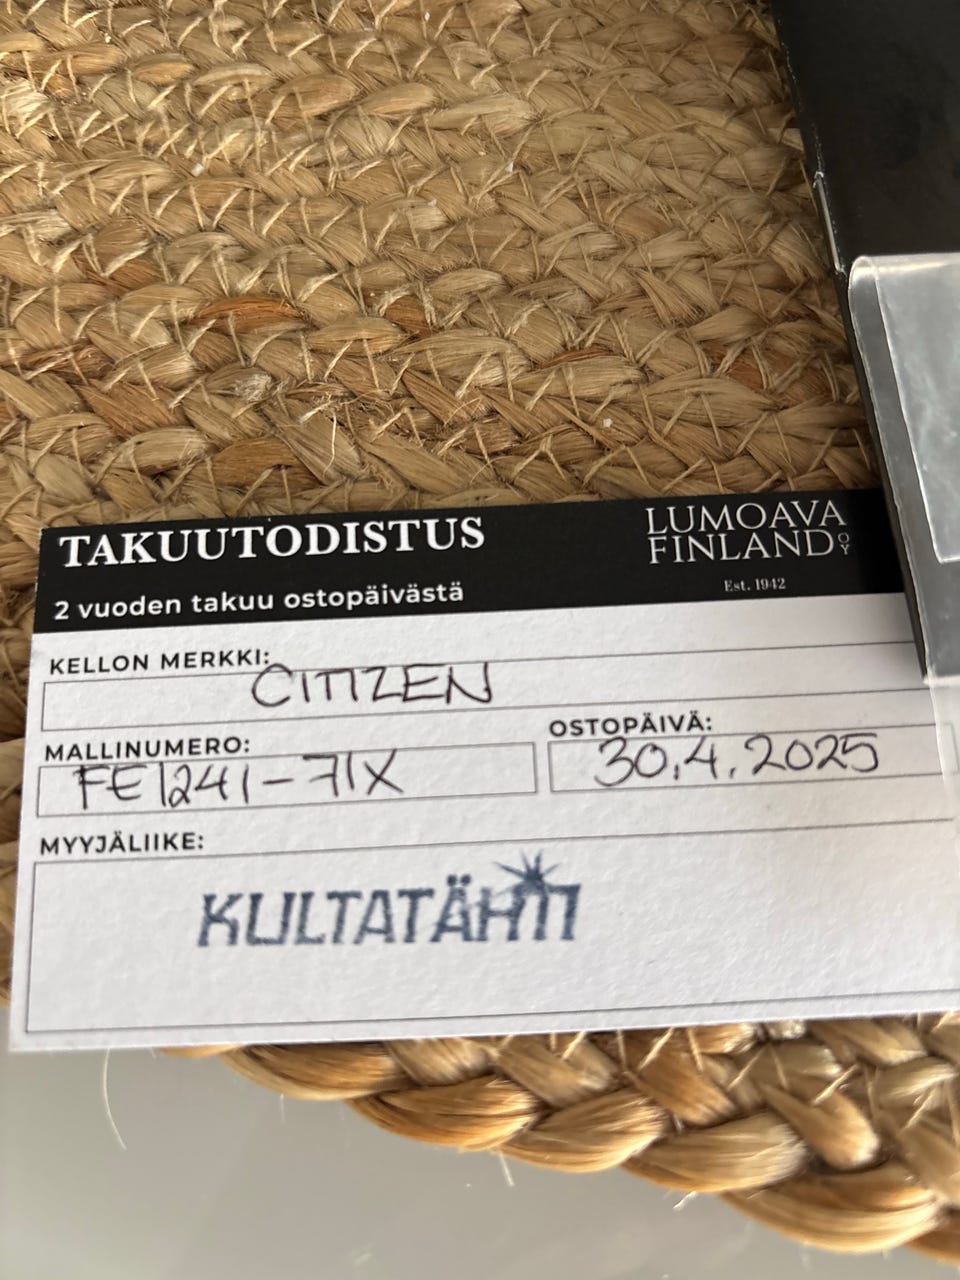 TAKUUTODISTUS
LUMOAVA
FINLAND OY
Est. 1942
2 vuoden takuu ostopäivästä
KELLON MERKKI:
CITIZEN
MALLINUMERO:
FE1241-71X
OSTOPÄIVÄ:
30.4.2025
MYYJÄLIIKE:
KULTATÄHTI